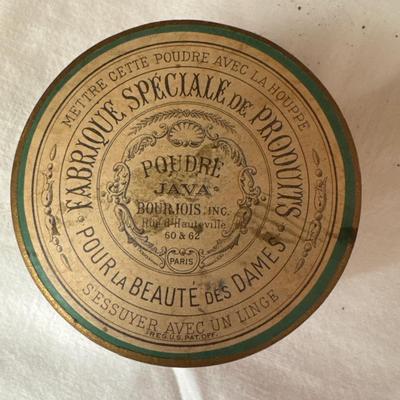 METTRE CETTE POUDRE AVEC LA HOUPPE
FABRIQUE SPÉCIALE DE PRODUITS
POUDRE
JAVA
BOURJOIS, INC.
Rue d'Hauteville
60 & 62
PARIS
POUR LA BEAUTÉ DES DAMES
S'ESSUYER AVEC UN LINGE
REG. U.S. PAT. OFF.